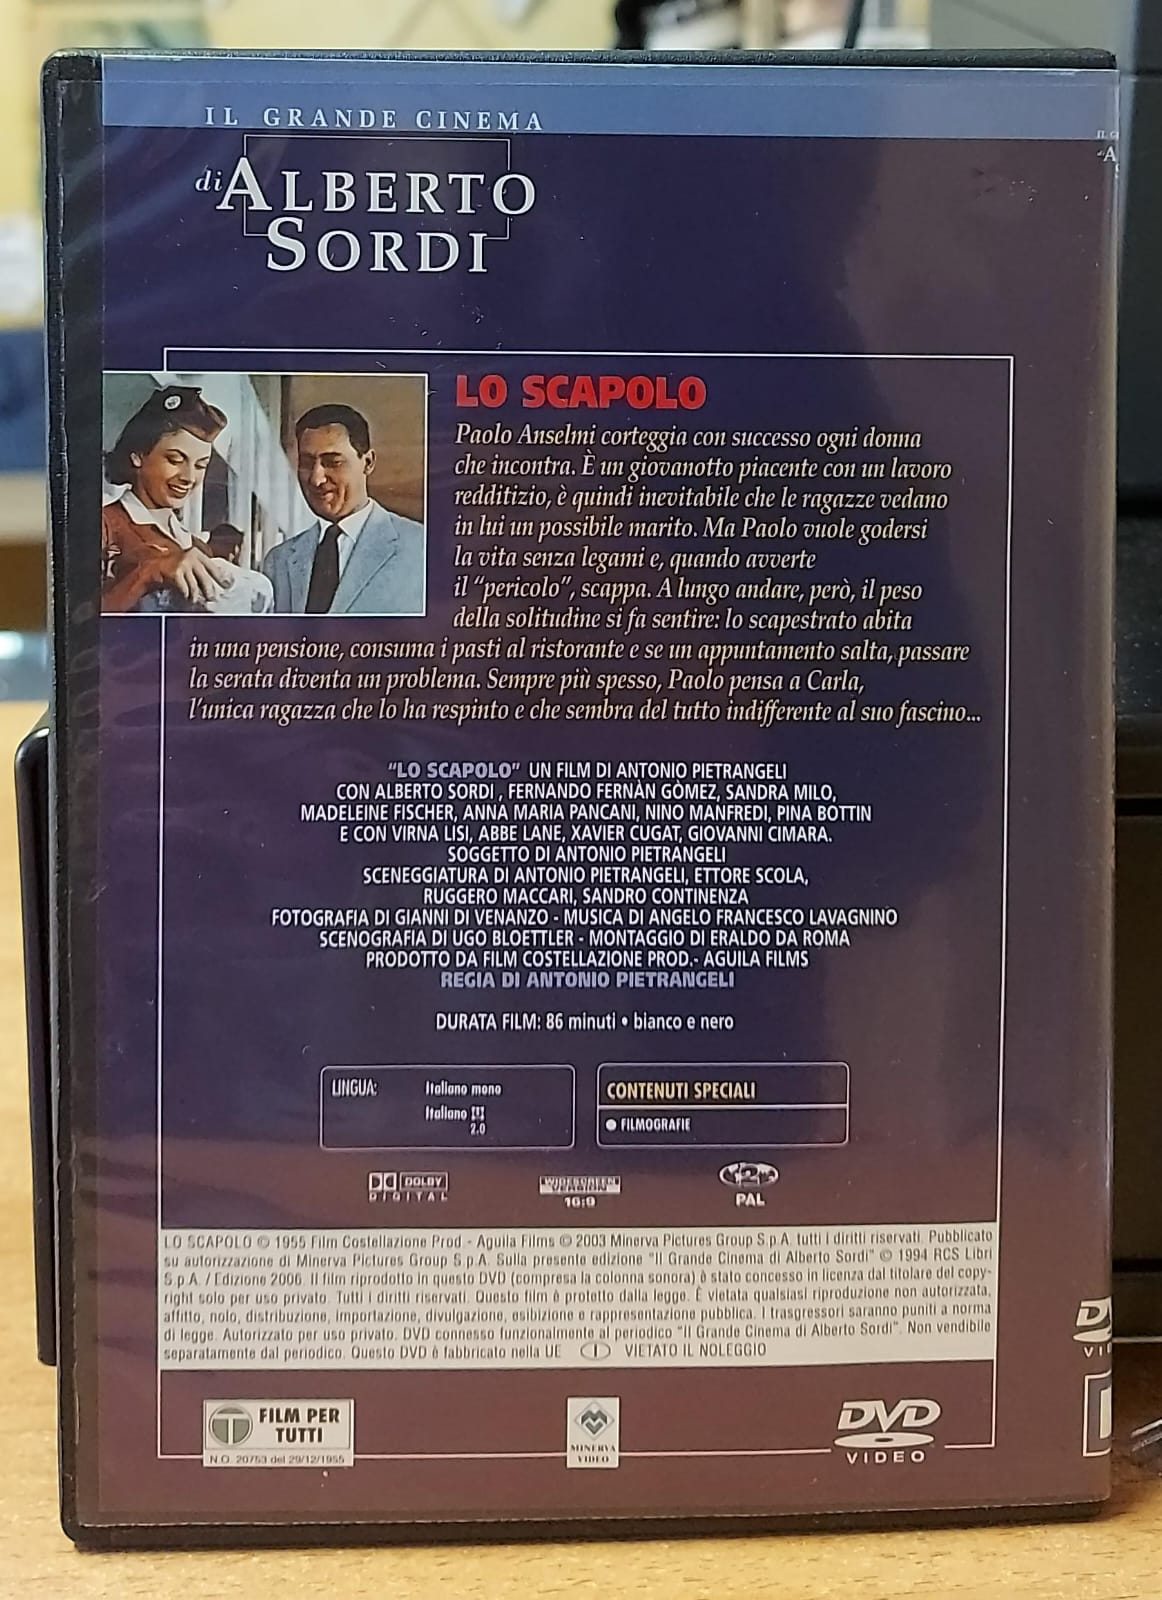 IL GRANDE CINEMA
di ALBERTO
SORDI
LO SCAPOLO
Paolo Anselmi corteggia con successo ogni donna
che incontra. È un giovanotto piacente con un lavoro
redditizio, è quindi inevitabile che le ragazze vedano
in lui un possibile marito. Ma Paolo vuole godersi
la vita senza legami e, quando avverte
il "pericolo", scappa. A lungo andare, però, il peso
della solitudine si fa sentire: lo scapestrato abita
in una pensione, consuma i pasti al ristorante e se un appuntamento salta, passare
la serata diventa un problema. Sempre più spesso, Paolo pensa a Carla,
l'unica ragazza che lo ha respinto e che sembra del tutto indifferente al suo fascino...
"LO SCAPOLO" UN FILM DI ANTONIO PIETRANGELI
CON ALBERTO SORDI , FERNANDO FERNÀN GÒMEZ, SANDRA MILO,
MADELEINE FISCHER, ANNA MARIA PANCANI, NINO MANFREDI, PINA BOTTIN
E CON VIRNA LISI, ABBE LANE, XAVIER CUGAT, GIOVANNI CIMARA.
SOGGETTO DI ANTONIO PIETRANGELI
SCENEGGIATURA DI ANTONIO PIETRANGELI, ETTORE SCOLA,
RUGGERO MACCARI, SANDRO CONTINENZA
FOTOGRAFIA DI GIANNI DI VENANZO - MUSICA DI ANGELO FRANCESCO LAVAGNINO
SCENOGRAFIA DI UGO BLOETTLER - MONTAGGIO DI ERALDO DA ROMA
PRODOTTO DA FILM COSTELLAZIONE PROD.- AGUILA FILMS
REGIA DI ANTONIO PIETRANGELI
DURATA FILM: 86 minuti • bianco e nero
LINGUA: Italiano mono
Italiano
2.0
CONTENUTI SPECIALI
● FILMOGRAFIE
DOLBY
DIGITAL
WIDESCREEN
VERSION
16:9
2
PAL
LO SCAPOLO © 1955 Film Costellazione Prod.- Aguila Films © 2003 Minerva Pictures Group S.p.A. tutti i diritti riservati. Pubblicato
su autorizzazione di Minerva Pictures Group S.p.A. Sulla presente edizione "Il Grande Cinema di Alberto Sordi" © 1994 RCS Libri
S.p.A. / Edizione 2006. Il film riprodotto in questo DVD (compresa la colonna sonora) è stato concesso in licenza dal titolare del copy-
right solo per uso privato. Tutti i diritti riservati. Questo film è protetto dalla legge. È vietata qualsiasi riproduzione non autorizzata,
affitto, nolo, distribuzione, importazione, divulgazione, esibizione e rappresentazione pubblica. I trasgressori saranno puniti a norma
di legge. Autorizzato per uso privato. DVD connesso funzionalmente al periodico "Il Grande Cinema di Alberto Sordi". Non vendibile
separatamente dal periodico. Questo DVD è fabbricato nella UE I VIETATO IL NOLEGGIO
T FILM PER
TUTTI
N.O. 20753 del 29/12/1955
MINERVA
VIDEO
DVD
VIDEO